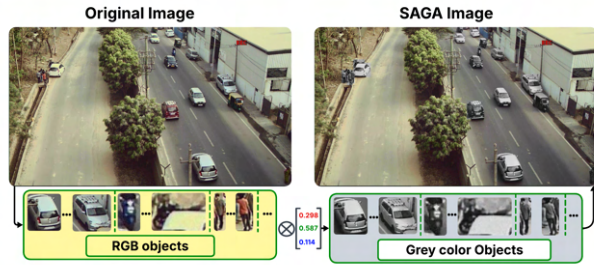 Original Image
SAGA Image
RGB objects
0.298
0.587
0.114
Grey color Objects